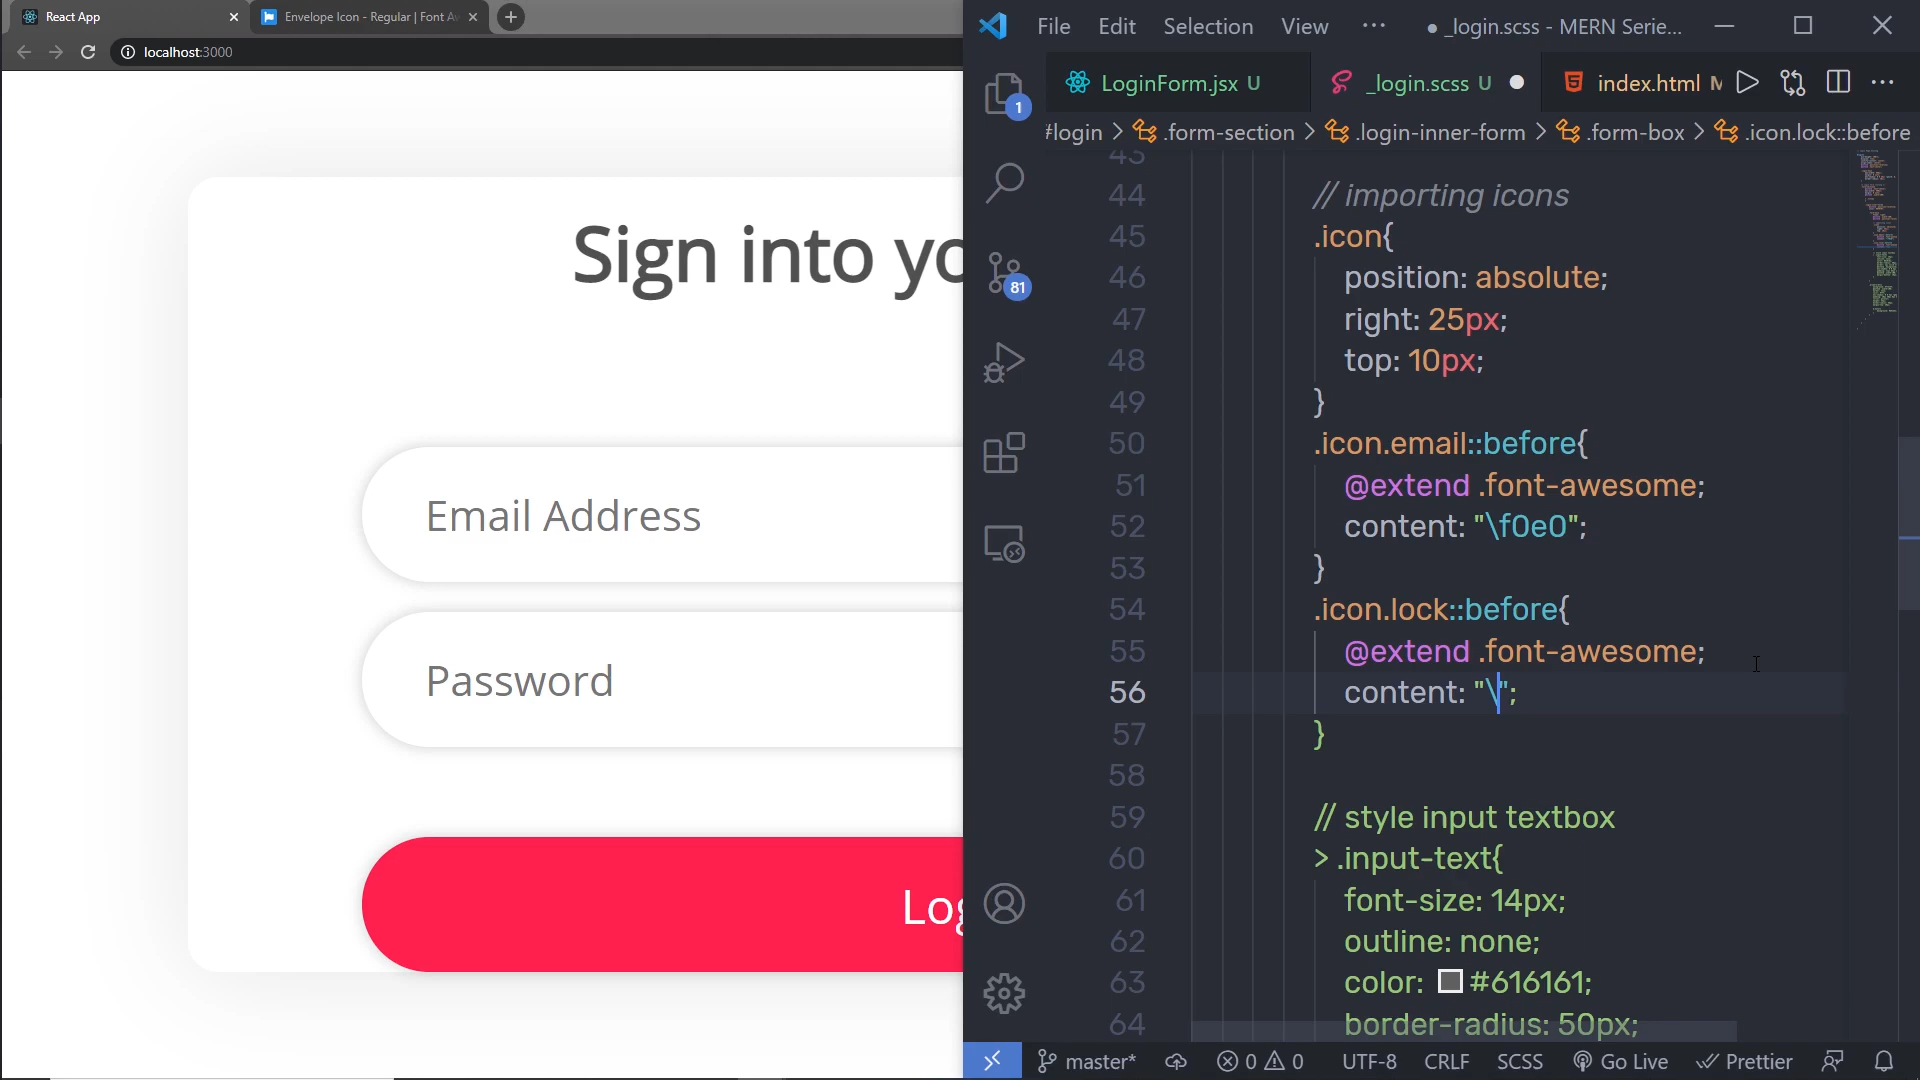 React App
Envelope Icon - Regular | Font Aw
localhost:3000
Sign into yo
Email Address
Password
Log
File Edit Selection View ··· ● _login.scss - MERN Serie...
LoginForm.jsx U
_login.scss U
index.html M
#login > .form-section > .login-inner-form > .form-box > .icon.lock::before
1
81
43
44 // importing icons
45 .icon{
46 position: absolute;
47 right: 25px;
48 top: 10px;
49 }
50 .icon.email::before{
51 @extend .font-awesome;
52 content: "\f0e0";
53 }
54 .icon.lock::before{
55 @extend .font-awesome;
56 content: "\";
57 }
58
59 // style input textbox
60 > .input-text{
61 font-size: 14px;
62 outline: none;
63 color: #616161;
64 border-radius: 50px;
master* 0 0 UTF-8 CRLF SCSS Go Live Prettier